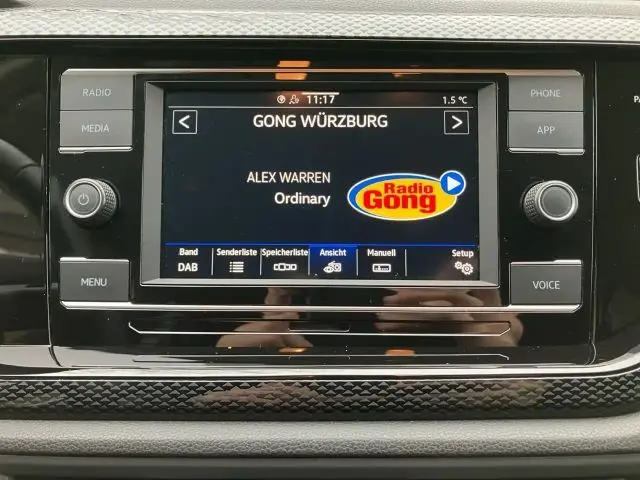 RADIO
MEDIA
MENU
11:17
1.5 °C
<
GONG WÜRZBURG
>
ALEX WARREN
Ordinary
Radio
Gong
Band
DAB
Senderliste
Speicherliste
Ansicht
Manuell
Setup
PHONE
APP
VOICE